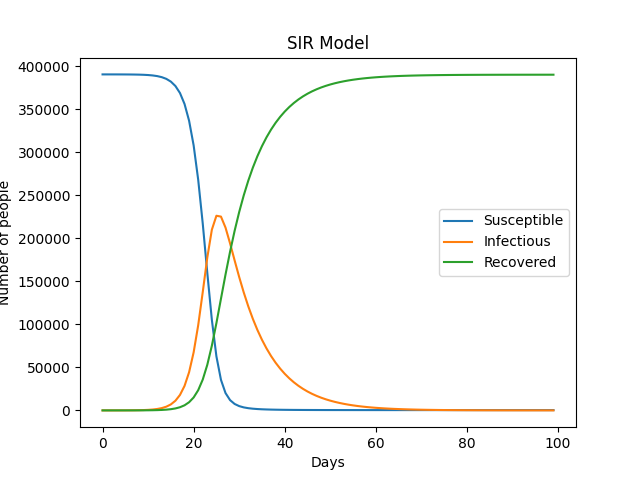 SIR Model
400000
350000
300000
250000
200000
150000
100000
50000
0
Number of people
Susceptible
Infectious
Recovered
0 20 40 60 80 100
Days